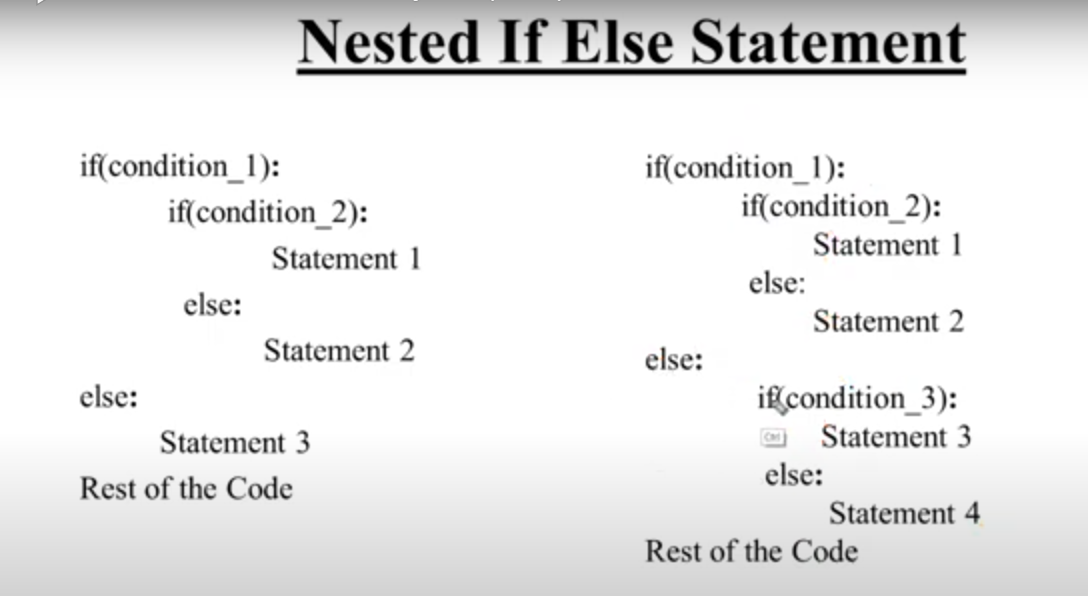 Nested If Else Statement
if(condition_1):
if(condition_2):
Statement 1
else:
Statement 2
else:
Statement 3
Rest of the Code
if(condition_1):
if(condition_2):
Statement 1
else:
Statement 2
else:
if(condition_3):
Ctrl Statement 3
else:
Statement 4
Rest of the Code